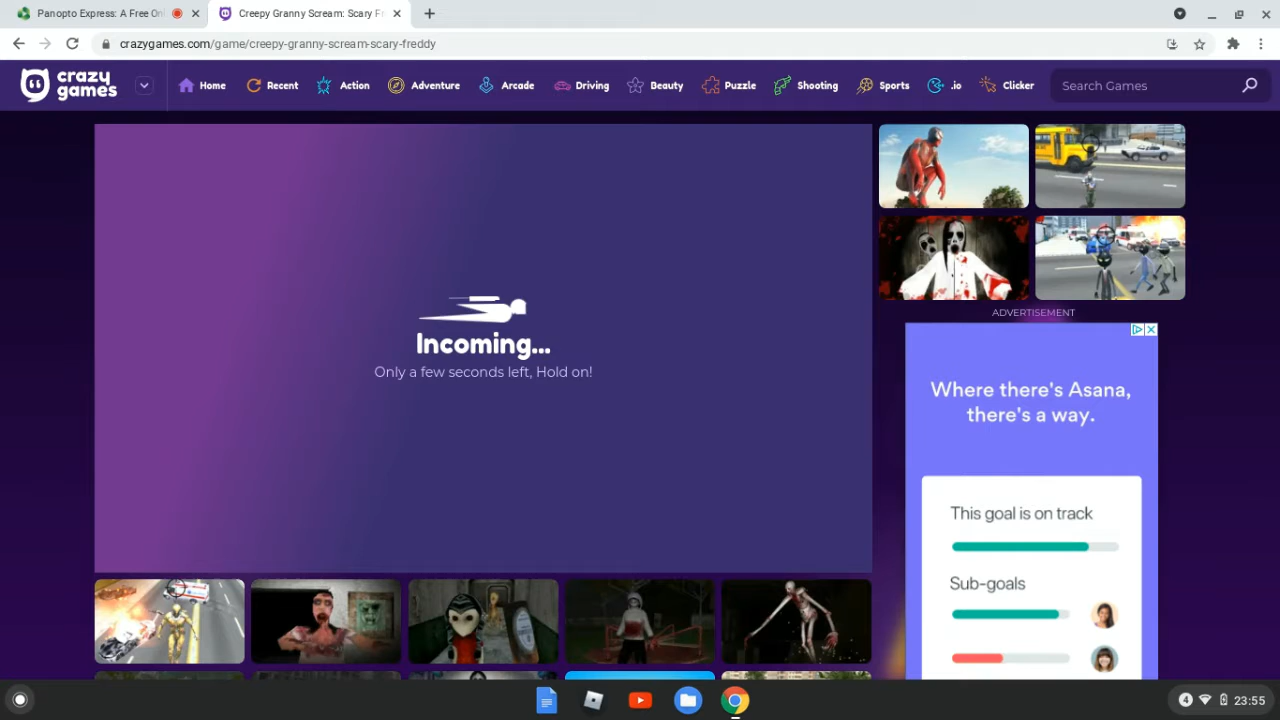 Panopto Express: A Free Onl
Creepy Granny Scream: Scary Fr
crazygames.com/game/creepy-granny-scream-scary-freddy
crazy
games
Home
Recent
Action
Adventure
Arcade
Driving
Beauty
Puzzle
Shooting
Sports
.io
Clicker
Search Games
Incoming...
Only a few seconds left, Hold on!
ADVERTISEMENT
Where there's Asana,
there's a way.
This goal is on track
Sub-goals
4
23:55